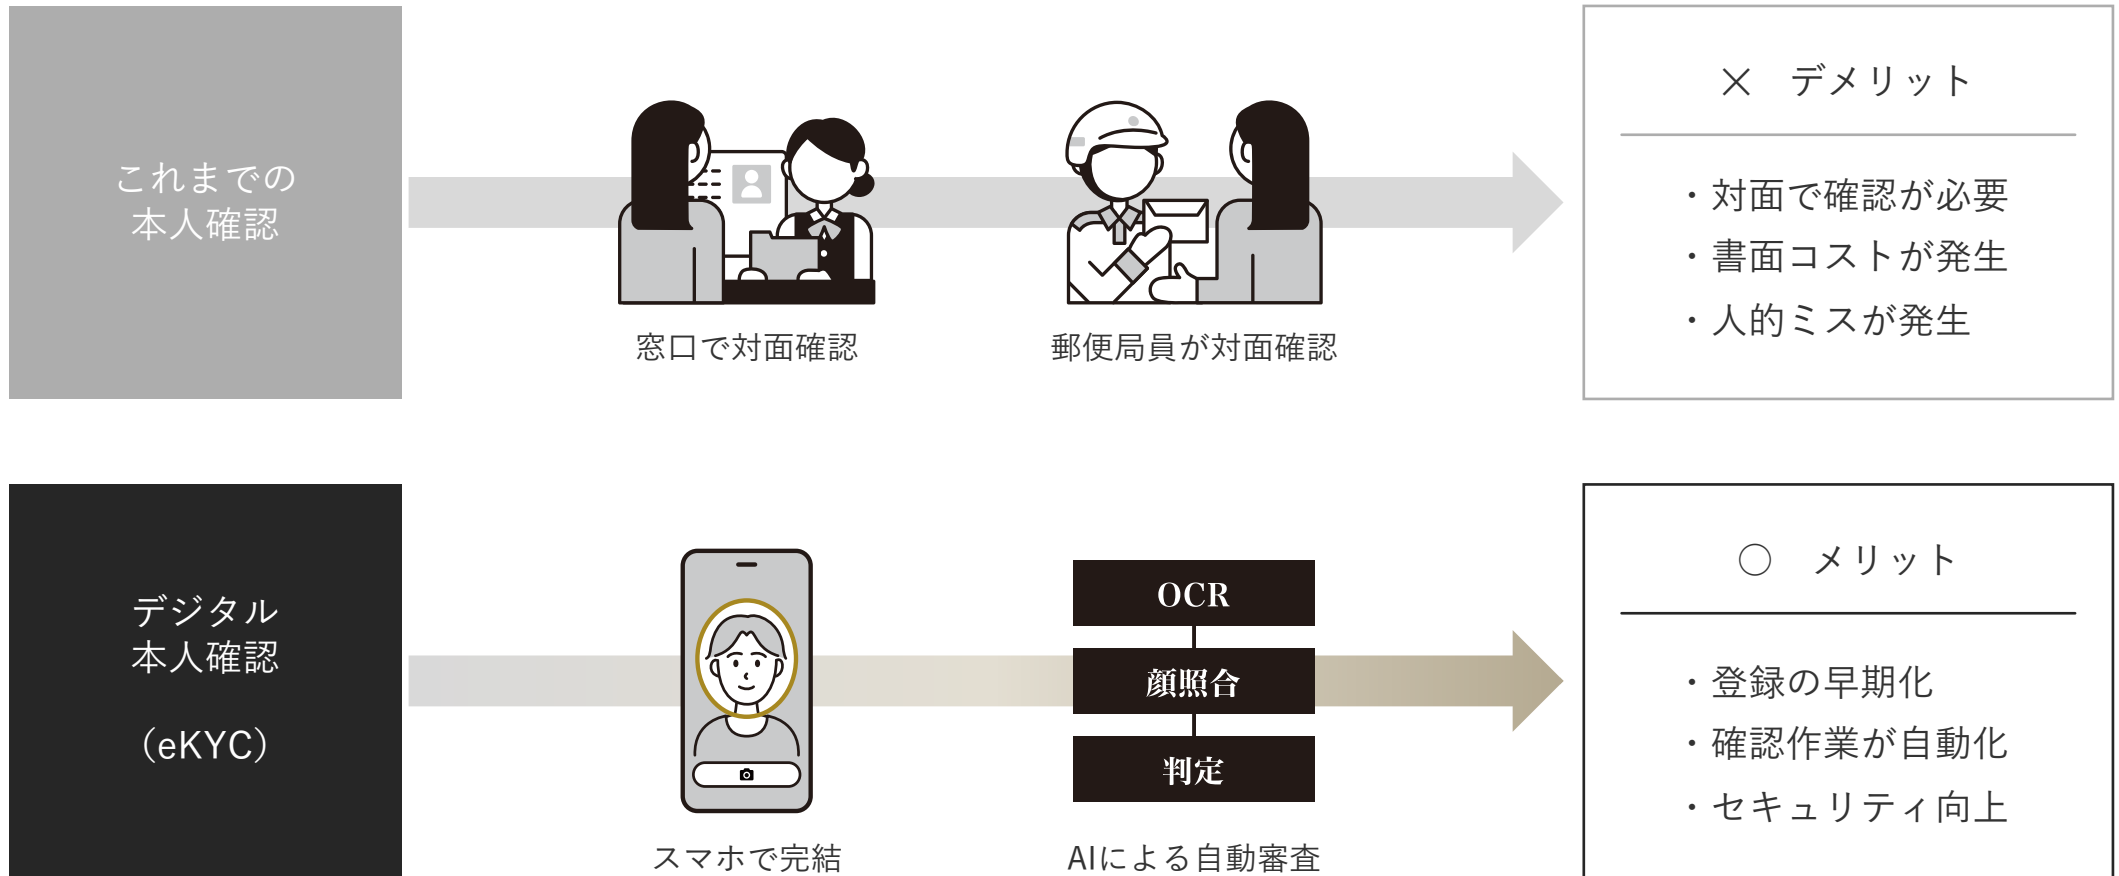 これまでの
本人確認
窓口で対面確認
郵便局員が対面確認
× デメリット
・対面で確認が必要
・書面コストが発生
・人的ミスが発生
デジタル
本人確認
（eKYC）
スマホで完結
OCR
顔照合
判定
AIによる自動審査
○ メリット
・登録の早期化
・確認作業が自動化
・セキュリティ向上